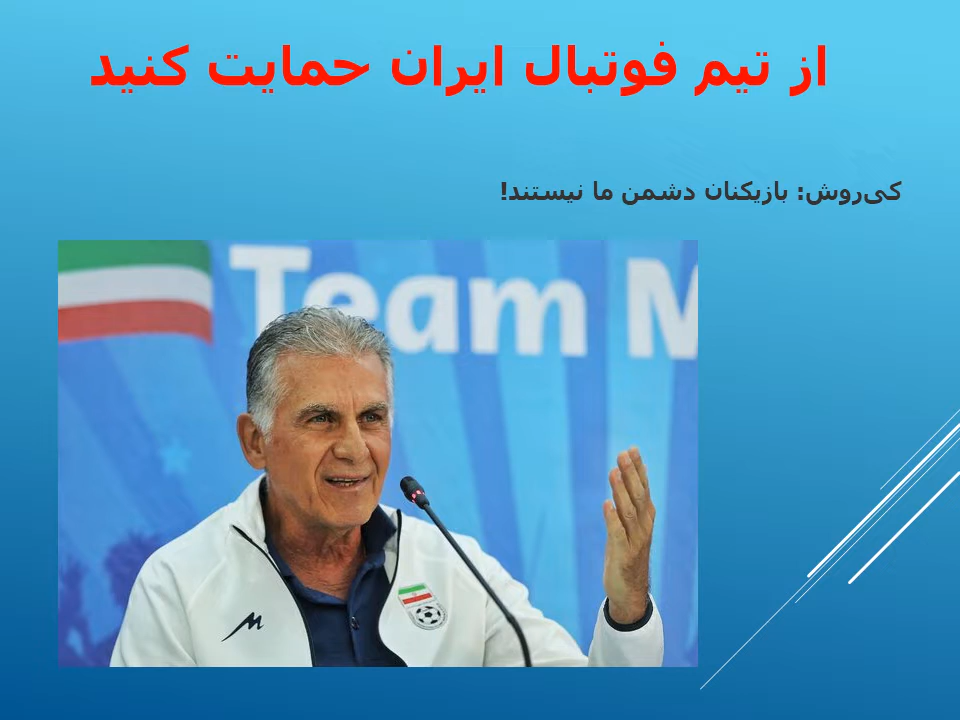 از تیم فوتبال ایران حمایت کنید
کی‌روش: بازیکنان دشمن ما نیستند!
Team M